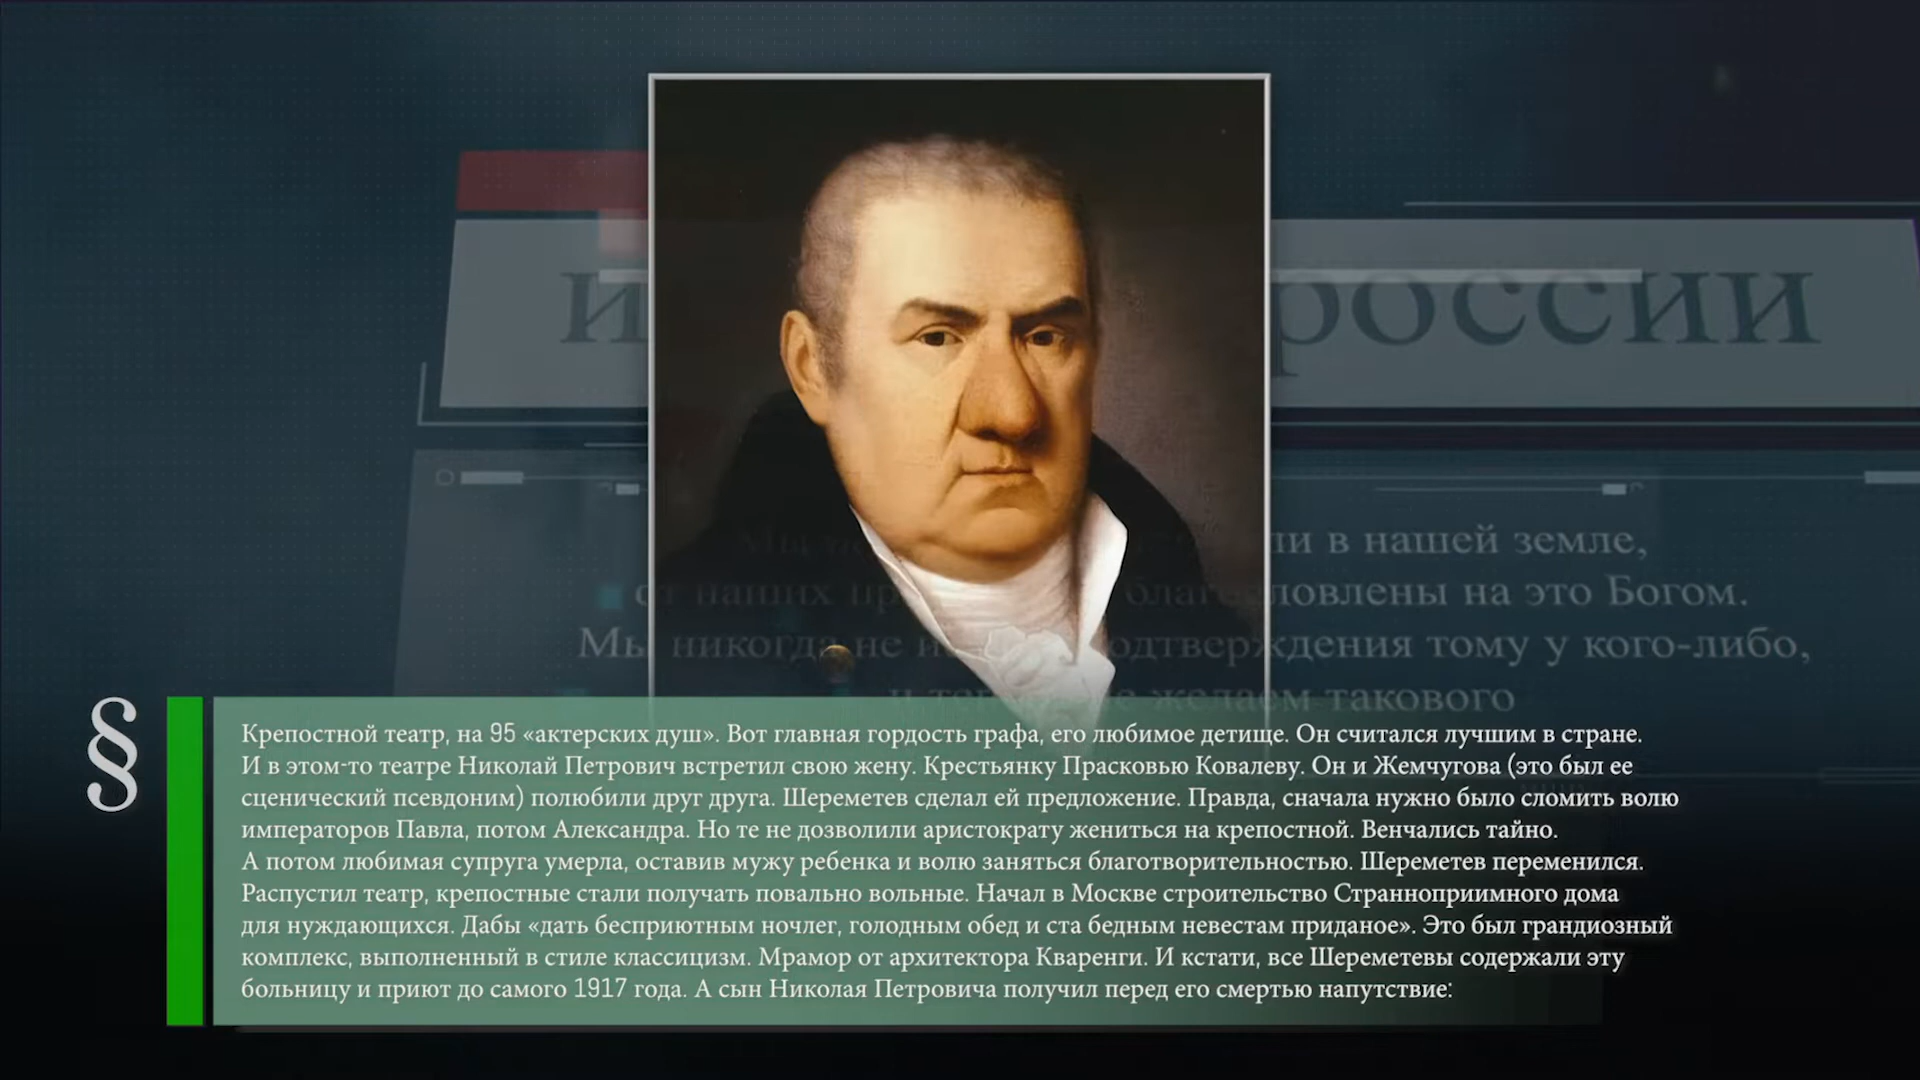 и россии
ли в нашей земле,
от наших благословлены на это Богом.
Мы никогда не подтверждения тому у кого-либо,
и желаем такового
§
Крепостной театр, на 95 «актерских душ». Вот главная гордость графа, его любимое детище. Он считался лучшим в стране.
И в этом-то театре Николай Петрович встретил свою жену. Крестьянку Прасковью Ковалеву. Он и Жемчугова (это был ее
сценический псевдоним) полюбили друг друга. Шереметев сделал ей предложение. Правда, сначала нужно было сломить волю
императоров Павла, потом Александра. Но те не дозволили аристократу жениться на крепостной. Венчались тайно.
А потом любимая супруга умерла, оставив мужу ребенка и волю заняться благотворительностью. Шереметев переменился.
Распустил театр, крепостные стали получать повально вольные. Начал в Москве строительство Странноприимного дома
для нуждающихся. Дабы «дать бесприютным ночлег, голодным обед и ста бедным невестам приданое». Это был грандиозный
комплекс, выполненный в стиле классицизм. Мрамор от архитектора Кваренги. И кстати, все Шереметевы содержали эту
больницу и приют до самого 1917 года. А сын Николая Петровича получил перед его смертью напутствие: